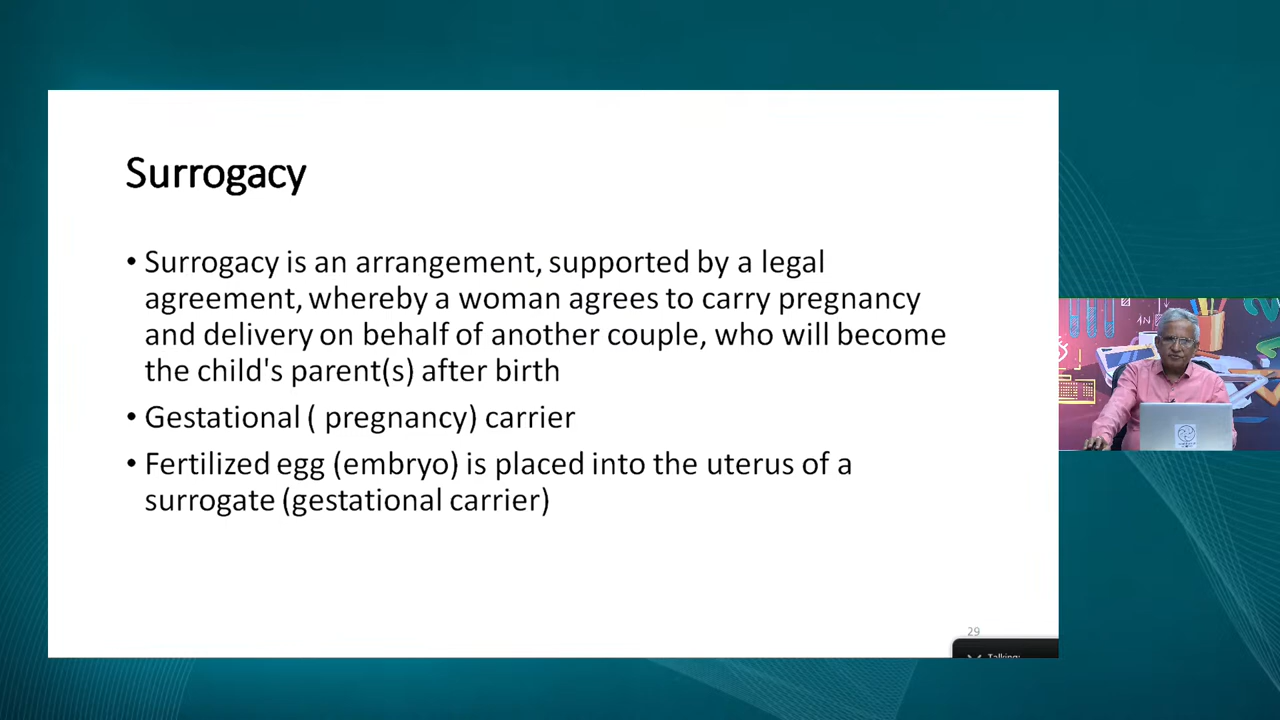 Surrogacy
• Surrogacy is an arrangement, supported by a legal
agreement, whereby a woman agrees to carry pregnancy
and delivery on behalf of another couple, who will become
the child's parent(s) after birth
• Gestational ( pregnancy) carrier
• Fertilized egg (embryo) is placed into the uterus of a
surrogate (gestational carrier)
29
Talking: